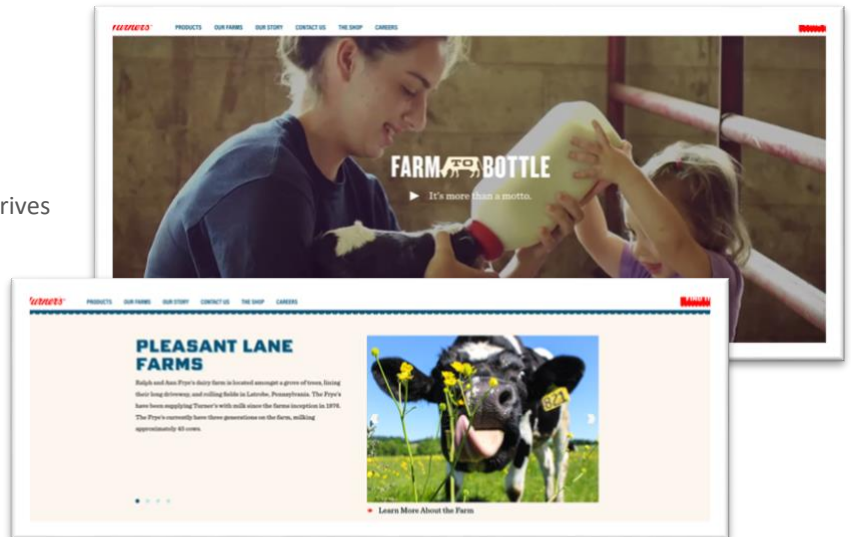 Turners
PRODUCTS OUR FARMS OUR STORY CONTACT US THE SHOP CAREERS
FARM TO BOTTLE
It's more than a motto.
rives
Turners
PRODUCTS OUR FARMS OUR STORY CONTACT US THE SHOP CAREERS
FIND
PLEASANT LANE
FARMS
Ralph and Ann Frye's dairy farm is located amongst a grove of trees, lining
their long driveway, and rolling fields in Latrobe, Pennsylvania. The Frye's
have been supplying Turner's with milk since the farms inception in 1976.
The Frye's currently have three generations on the farm, milking
approximately 40 cows.
821
Learn More About the Farm